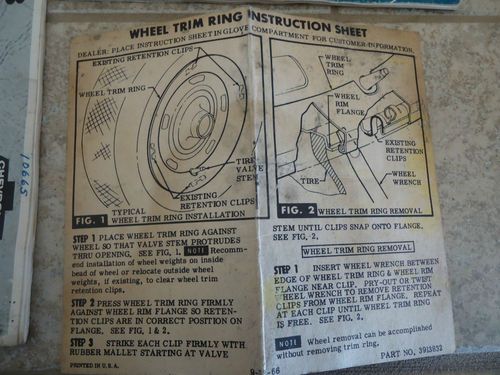 WHEEL TRIM RING INSTRUCTION SHEET
DEALER: PLACE INSTRUCTION SHEET IN GLOVE COMPARTMENT FOR CUSTOMER-INFORMATION.
EXISTING RETENTION CLIPS
WHEEL TRIM RING
TIRE
VALVE
STEM
EXISTING
RETENTION CLIPS
FIG. 1
TYPICAL
WHEEL TRIM RING INSTALLATION
WHEEL
TRIM
RING
WHEEL
RIM
FLANGE
EXISTING
RETENTION
CLIPS
TIRE
WHEEL
WRENCH
FIG. 2 WHEEL TRIM RING REMOVAL
STEP 1 PLACE WHEEL TRIM RING AGAINST
WHEEL SO THAT VALVE STEM PROTRUDES
THRU OPENING. SEE FIG. 1. NOTE Recomm-
end installation of wheel weights on inside
bead of wheel or relocate outside wheel
weights, if existing, to clear wheel trim
retention clips.
STEP 2 PRESS WHEEL TRIM RING FIRMLY
AGAINST WHEEL RIM FLANGE SO RETEN-
TION CLIPS ARE IN CORRECT POSITION ON
FLANGE. SEE FIG. 1 & 2.
STEP 3 STRIKE EACH CLIP FIRMLY WITH
RUBBER MALLET STARTING AT VALVE
PRINTED IN U.S.A.
STEM UNTIL CLIPS SNAP ONTO FLANGE.
SEE FIG. 2.
WHEEL TRIM RING REMOVAL
STEP 1 INSERT WHEEL WRENCH BETWEEN
EDGE OF WHEEL TRIM RING & WHEEL RIM
FLANGE NEAR CLIP. PRY-OUT OR TWIST
HEEL WRENCH TO REMOVE RETENTION
CLIPS FROM WHEEL RIM FLANGE. REPEAT
AT EACH CLIP UNTIL WHEEL TRIM RING
IS FREE. SEE FIG. 2.
NOTE Wheel removal can be accomplished
without removing trim ring.
PART NO. 3913832
10665